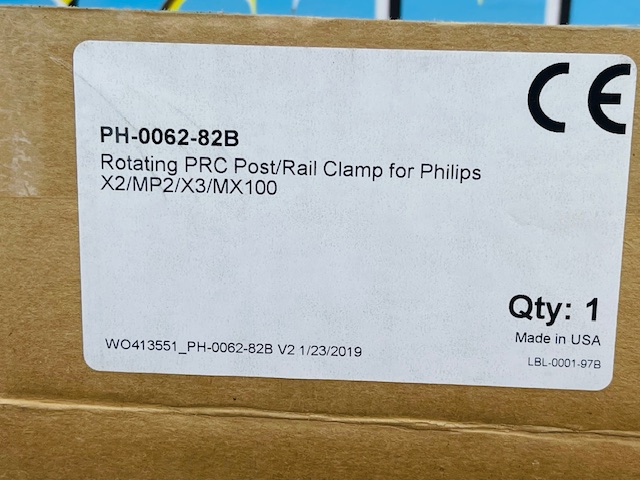 CE
PH-0062-82B
Rotating PRC Post/Rail Clamp for Philips
X2/MP2/X3/MX100
Qty: 1
Made in USA
WO413551_PH-0062-82B V2 1/23/2019
LBL-0001-97B